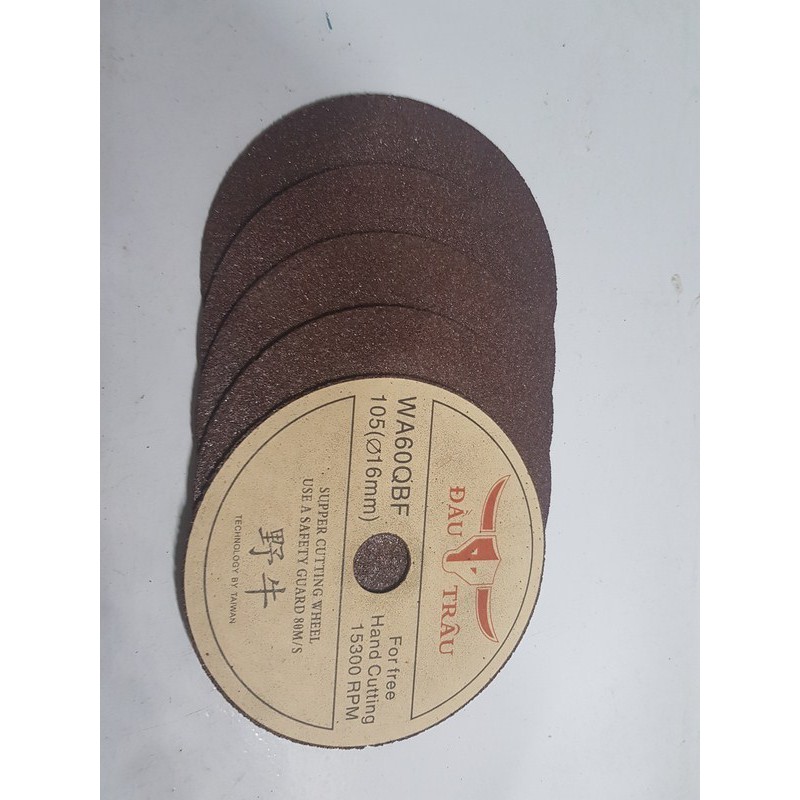 ĐẦU TRÂU
WA60QBF
105(Ø16mm)
For free
Hand Cutting
15300 RPM
SUPPER CUTTING WHEEL
USE A SAFETY GUARD 80M/S
野牛
TECHNOLOGY BY TAIWAN